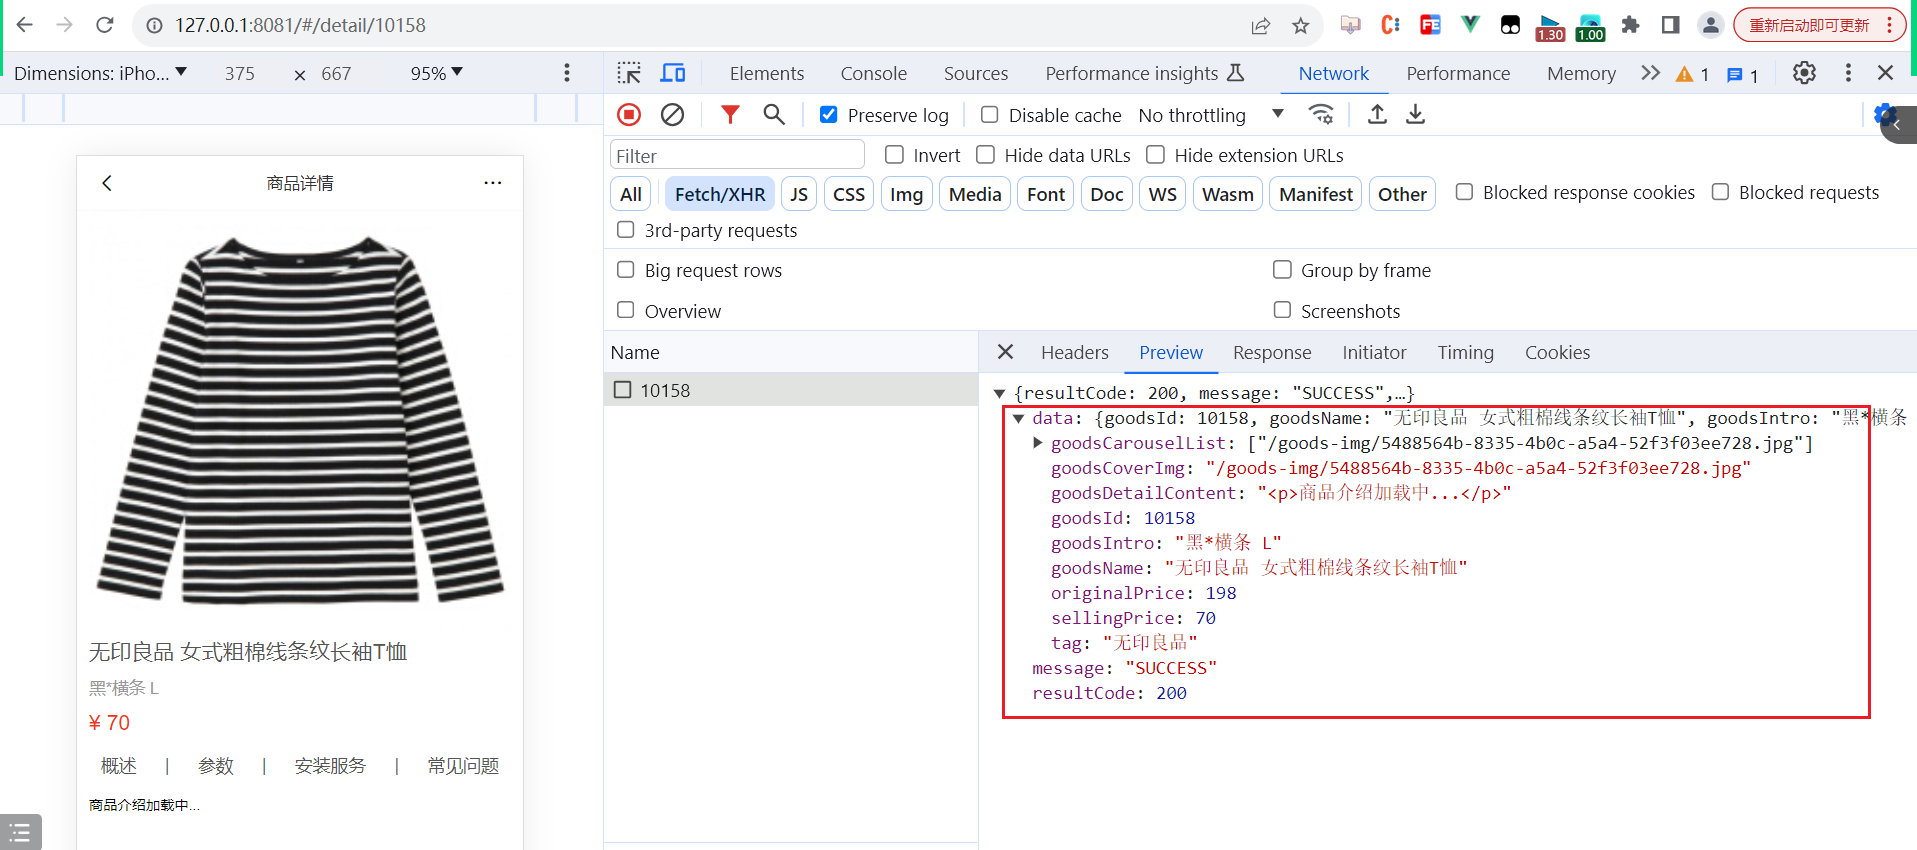 127.0.0.1:8081/#/detail/10158
1.30
1.00
重新启动即可更新
Dimensions: iPho...
375
×
667
95%
Elements
Console
Sources
Performance insights
Network
Performance
Memory
1
1
Preserve log
Disable cache
No throttling
Filter
Invert
Hide data URLs
Hide extension URLs
All
Fetch/XHR
JS
CSS
Img
Media
Font
Doc
WS
Wasm
Manifest
Other
Blocked response cookies
Blocked requests
3rd-party requests
Big request rows
Group by frame
Overview
Screenshots
商品详情
无印良品 女式粗棉线条纹长袖T恤
黑*横条 L
¥ 70
概述 | 参数 | 安装服务 | 常见问题
商品介绍加载中...
Name
10158
Headers
Preview
Response
Initiator
Timing
Cookies
{resultCode: 200, message: "SUCCESS",…}
data: {goodsId: 10158, goodsName: "无印良品 女式粗棉线条纹长袖T恤", goodsIntro: "黑*横条
goodsCarouselList: ["/goods-img/5488564b-8335-4b0c-a5a4-52f3f03ee728.jpg"]
goodsCoverImg: "/goods-img/5488564b-8335-4b0c-a5a4-52f3f03ee728.jpg"
goodsDetailContent: "<p>商品介绍加载中...</p>"
goodsId: 10158
goodsIntro: "黑*横条 L"
goodsName: "无印良品 女式粗棉线条纹长袖T恤"
originalPrice: 198
sellingPrice: 70
tag: "无印良品"
message: "SUCCESS"
resultCode: 200